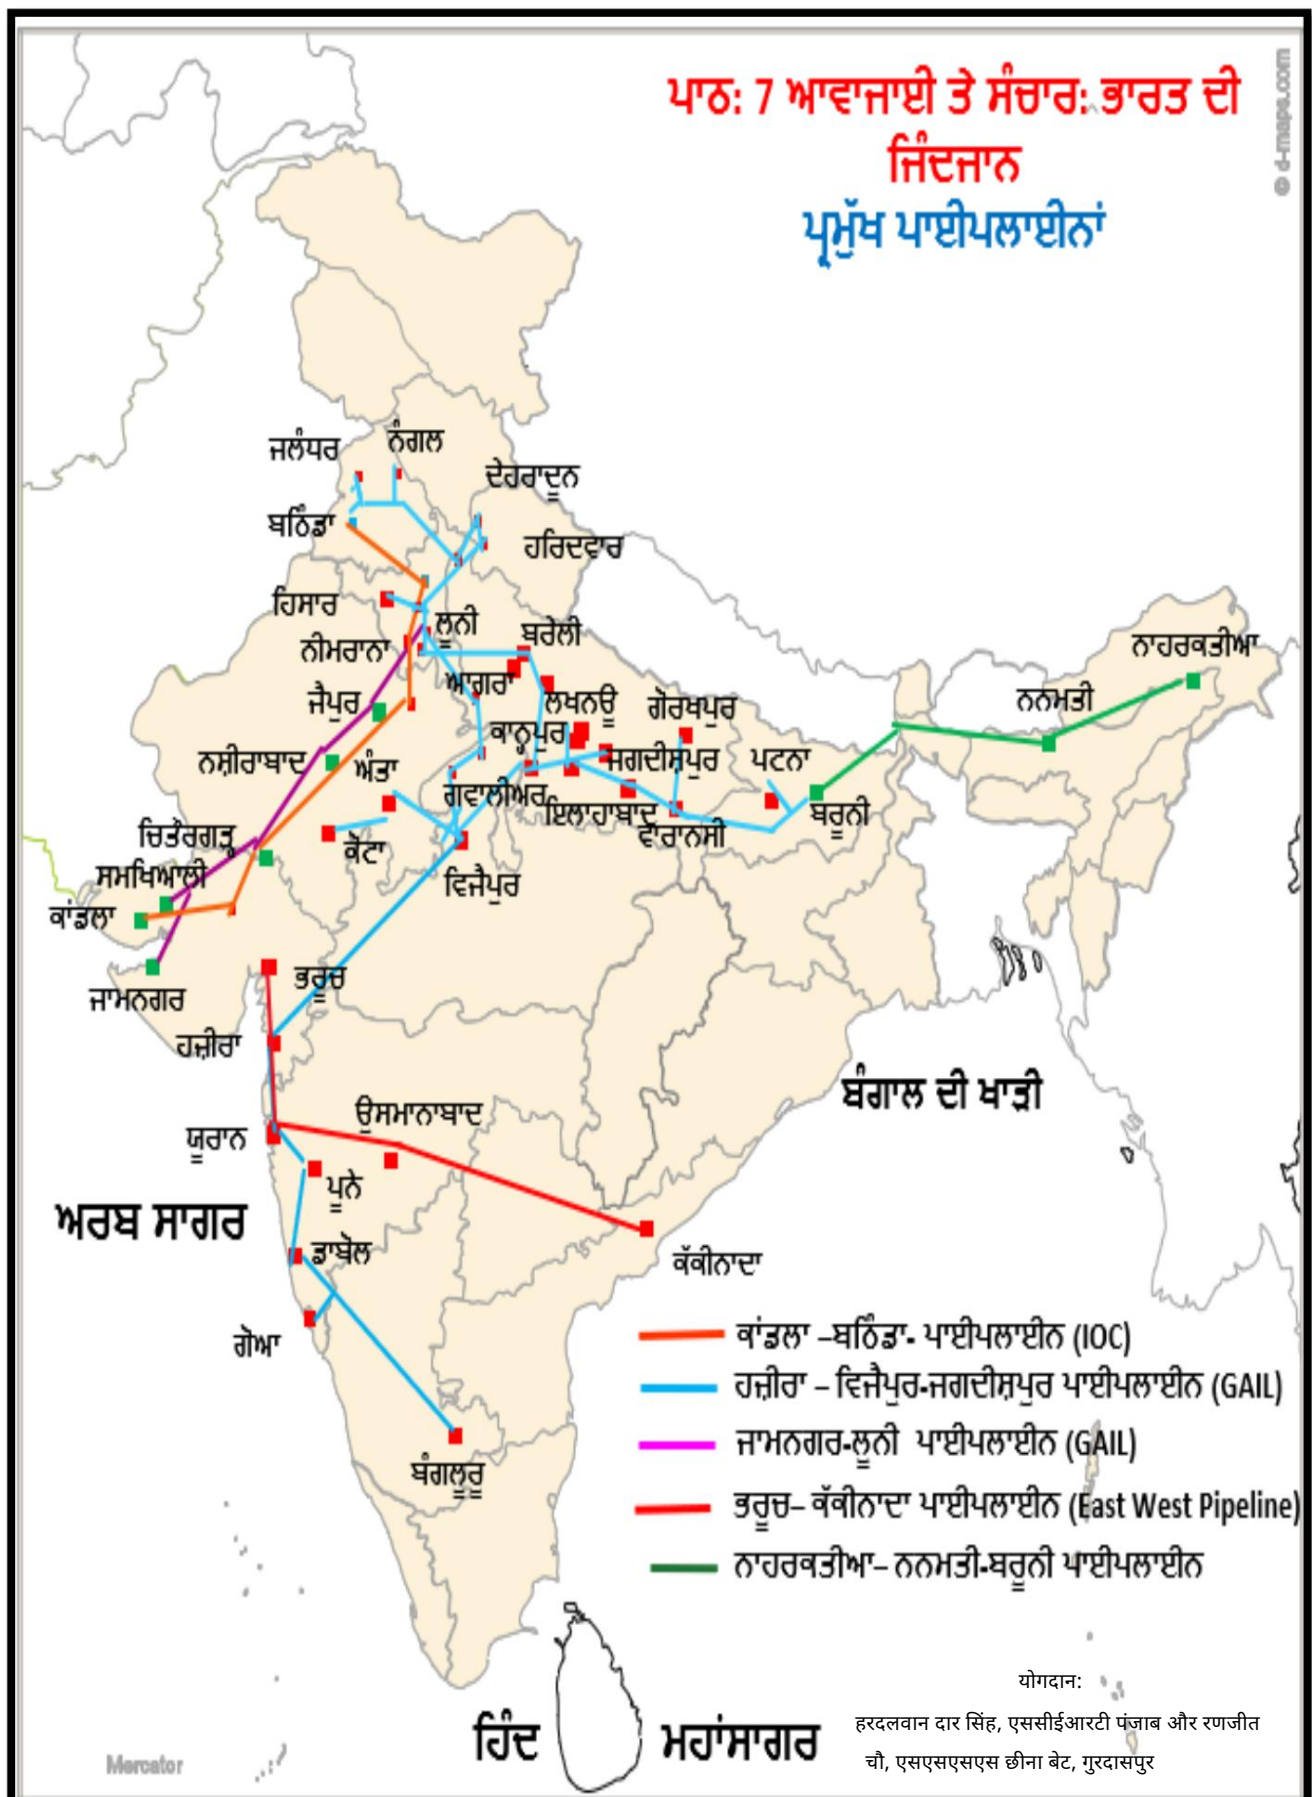 © d-maps.com
ਪਾਠ: 7 ਆਵਾਜਾਈ ਤੇ ਸੰਚਾਰ: ਭਾਰਤ ਦੀ
ਜਿੰਦਜਾਨ
ਪ੍ਰਮੁੱਖ ਪਾਈਪਲਾਈਨਾਂ
ਜਲੰਧਰ
ਨੰਗਲ
ਦੇਹਰਾਦੂਨ
ਬਠਿੰਡਾ
ਹਰਿਦਵਾਰ
ਹਿਸਾਰ
ਲੂਨੀ
ਬਰੇਲੀ
ਨੀਮਰਾਨਾ
ਨਾਹਰਕਤੀਆ
ਆਗਰਾ
ਜੈਪੁਰ
ਲਖਨਊ
ਗੋਰਖਪੁਰ
ਨਨਮਤੀ
ਕਾਨ੍ਹਪੁਰ
ਨਸ਼ੀਰਾਬਾਦ
ਅੰਤਾ
ਜਗਦੀਸ਼ਪੁਰ
ਪਟਨਾ
ਗਵਾਲੀਅਰ
ਇਲਾਹਾਬਾਦ
ਬਰੂਨੀ
ਚਿਤੌਰਗੜ੍ਹ
ਕੋਟਾ
ਵਾਰਾਨਸੀ
ਸਮਖਿਆਲੀ
ਵਿਜੈਪੁਰ
ਕਾਂਡਲਾ
ਭਰੂਚ
ਜਾਮਨਗਰ
ਹਜ਼ੀਰਾ
ਬੰਗਾਲ ਦੀ ਖਾੜੀ
ਉਸਮਾਨਾਬਾਦ
ਯੂਰਾਨ
ਪੂਨੇ
ਅਰਬ ਸਾਗਰ
ਡਾਬੋਲ
ਕੱਕੀਨਾਦਾ
ਗੋਆ
ਕਾਂਡਲਾ –ਬਠਿੰਡਾ- ਪਾਈਪਲਾਈਨ (IOC)
ਹਜ਼ੀਰਾ – ਵਿਜੈਪੁਰ-ਜਗਦੀਸ਼ਪੁਰ ਪਾਈਪਲਾਈਨ (GAIL)
ਜਾਮਨਗਰ-ਲੂਨੀ ਪਾਈਪਲਾਈਨ (GAIL)
ਬੰਗਲੂਰੂ
ਭਰੂਚ– ਕੱਕੀਨਾਦਾ ਪਾਈਪਲਾਈਨ (East West Pipeline)
ਨਾਹਰਕਤੀਆ– ਨਨਮਤੀ-ਬਰੂਨੀ ਪਾਈਪਲਾਈਨ
योगदान:
हरदलवान दार सिंह, एससीईआरटी पंजाब और रणजीत
चौ, एसएसएसएस छीना बेट, गुरदासपुर
ਹਿੰਦ ਮਹਾਂਸਾਗਰ
Mercator